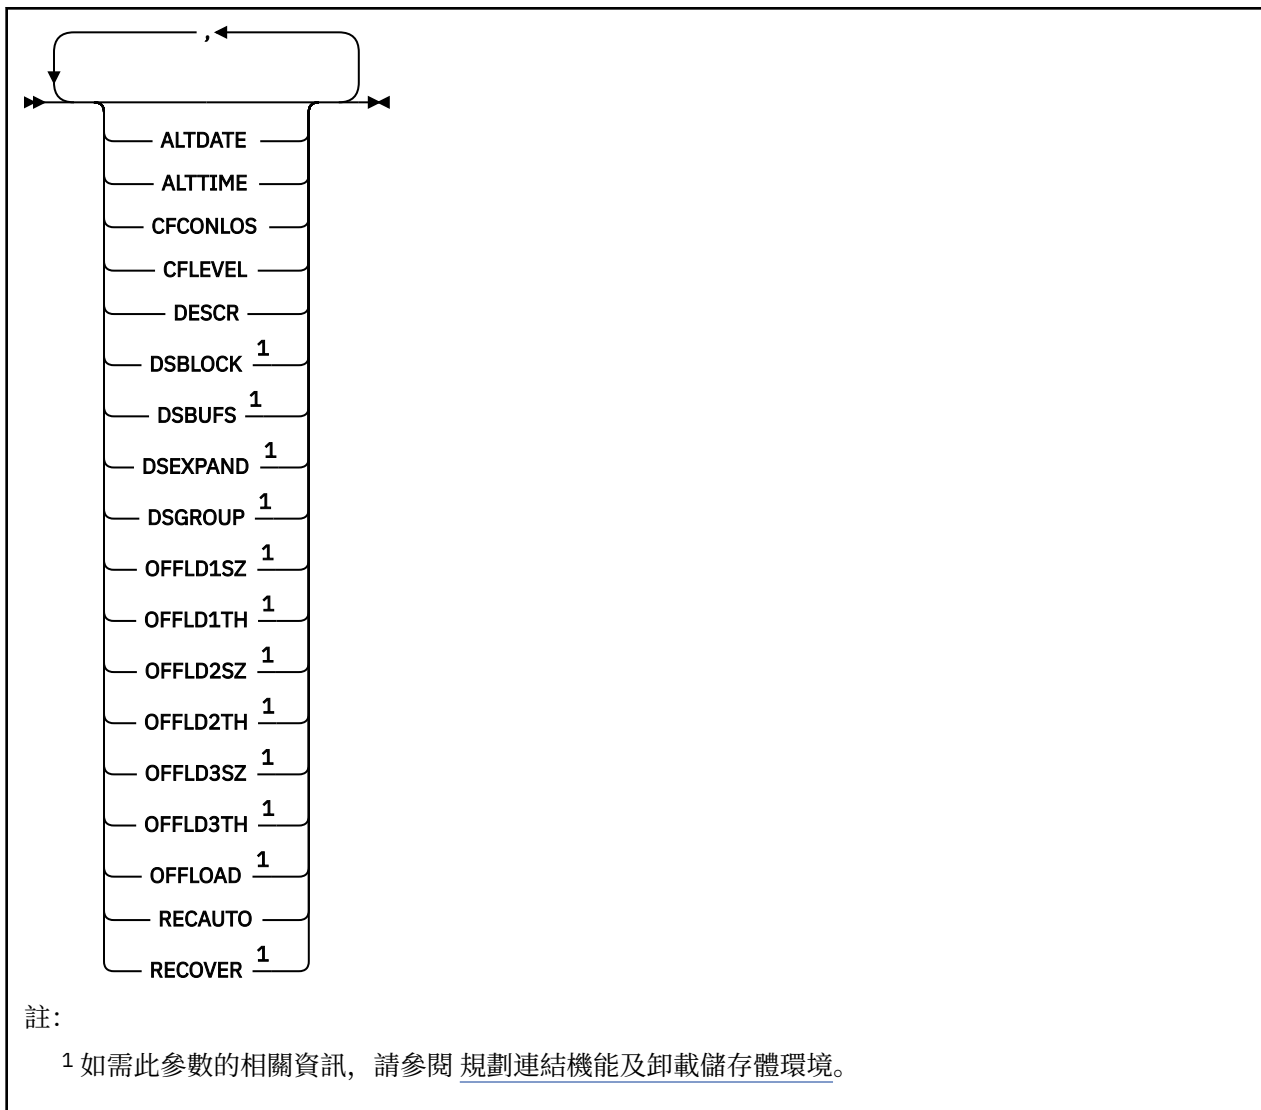 ,
ALTDATE
ALTTIME
CFCONLOS
CFLEVEL
DESCR
DSBLOCK 1
DSBUFS 1
DSEXPAND 1
DSGROUP 1
OFFLD1SZ 1
OFFLD1TH 1
OFFLD2SZ 1
OFFLD2TH 1
OFFLD3SZ 1
OFFLD3TH 1
OFFLOAD 1
RECAUTO
RECOVER 1
註：
1 如需此參數的相關資訊，請參閱 規劃連結機能及卸載儲存體環境。